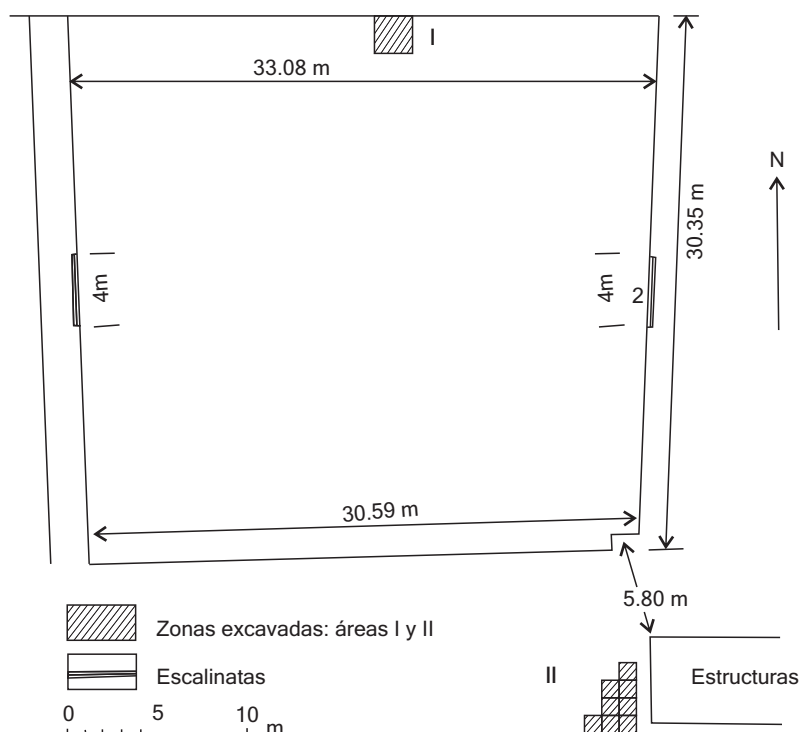 I
33.08 m
N
30.35 m
4m
4m
2
30.59 m
5.80 m
Zonas excavadas: áreas I y II
II
Estructuras
Escalinatas
0 5 10 m